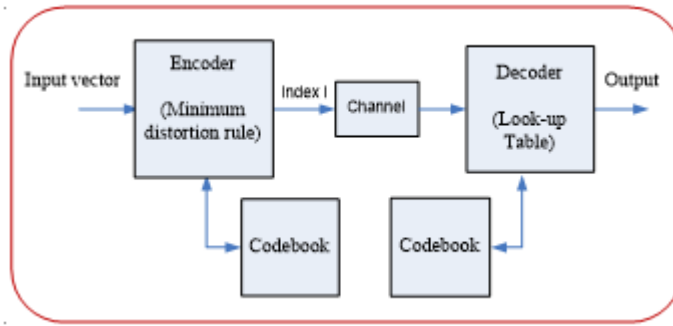 Input vector
Encoder
(Minimum
distortion rule)
Index I
Channel
Decoder
(Look-up
Table)
Output
Codebook
Codebook